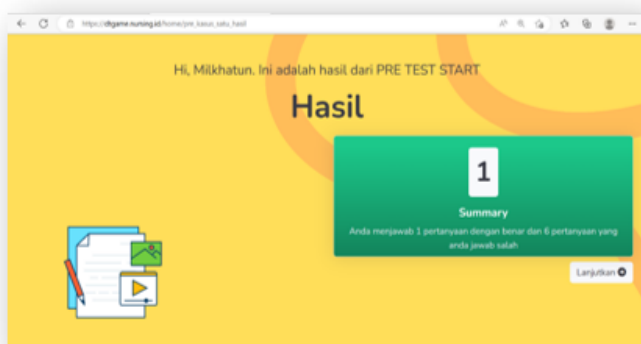 https://dtgame.nursing.id/home/pre_kasus_satu_hasil
Hi, Milkhatun. Ini adalah hasil dari PRE TEST START
Hasil
1
Summary
Anda menjawab 1 pertanyaan dengan benar dan 6 pertanyaan yang
anda jawab salah
Lanjutkan